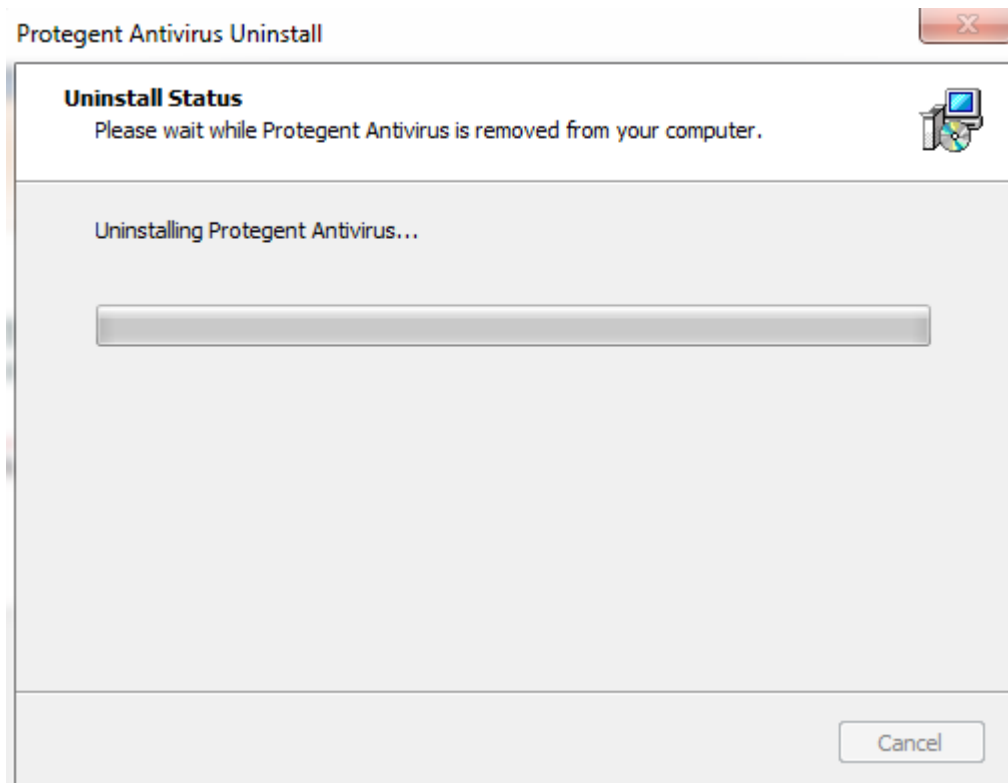 Protegent Antivirus Uninstall
Uninstall Status
Please wait while Protegent Antivirus is removed from your computer.
Uninstalling Protegent Antivirus...
Cancel